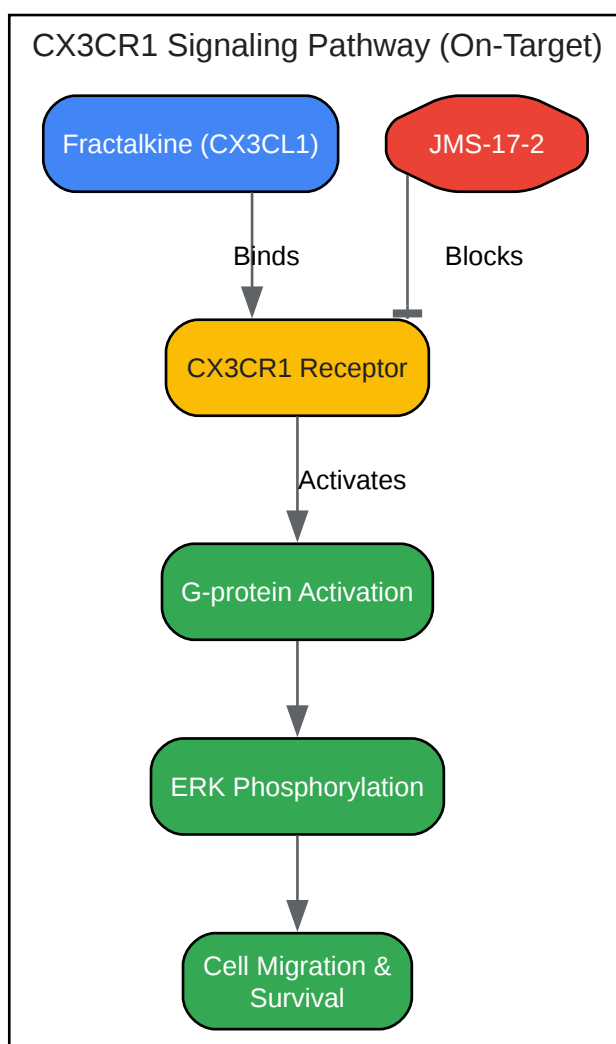 CX3CR1 Signaling Pathway (On-Target)
Fractalkine (CX3CL1)
JMS-17-2
Binds
Blocks
CX3CR1 Receptor
Activates
G-protein Activation
ERK Phosphorylation
Cell Migration &
Survival